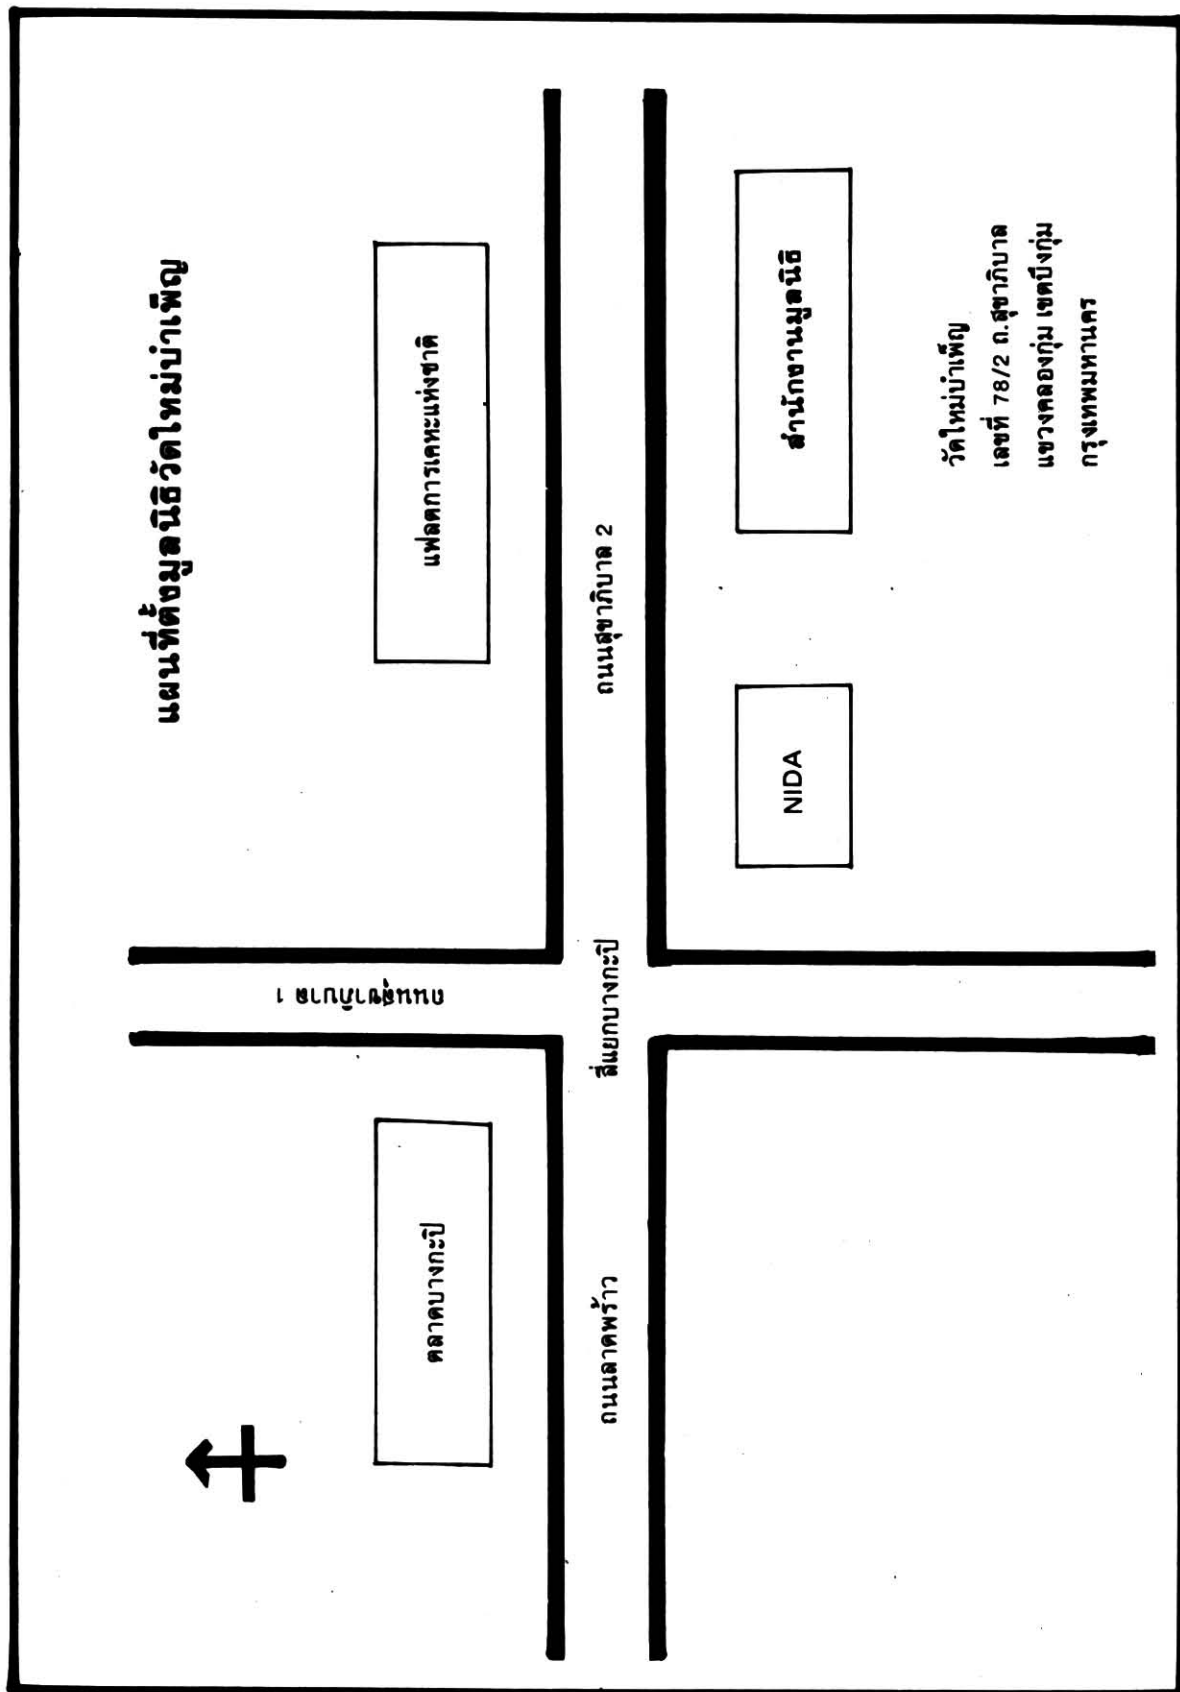 แผนที่ตั้งมูลนิธิวัดใหม่บำเพ็ญ
แฟลตการเคหะแห่งชาติ
ตลาดบางกะปิ
ถนนสุขาภิบาล 1
ถนนลาดพร้าว
สี่แยกบางกะปิ
ถนนสุขาภิบาล 2
NIDA
สำนักงานมูลนิธิ
วัดใหม่บำเพ็ญ
เลขที่ 78/2 ถ.สุขาภิบาล
แขวงคลองกุ่ม เขตบึงกุ่ม
กรุงเทพมหานคร